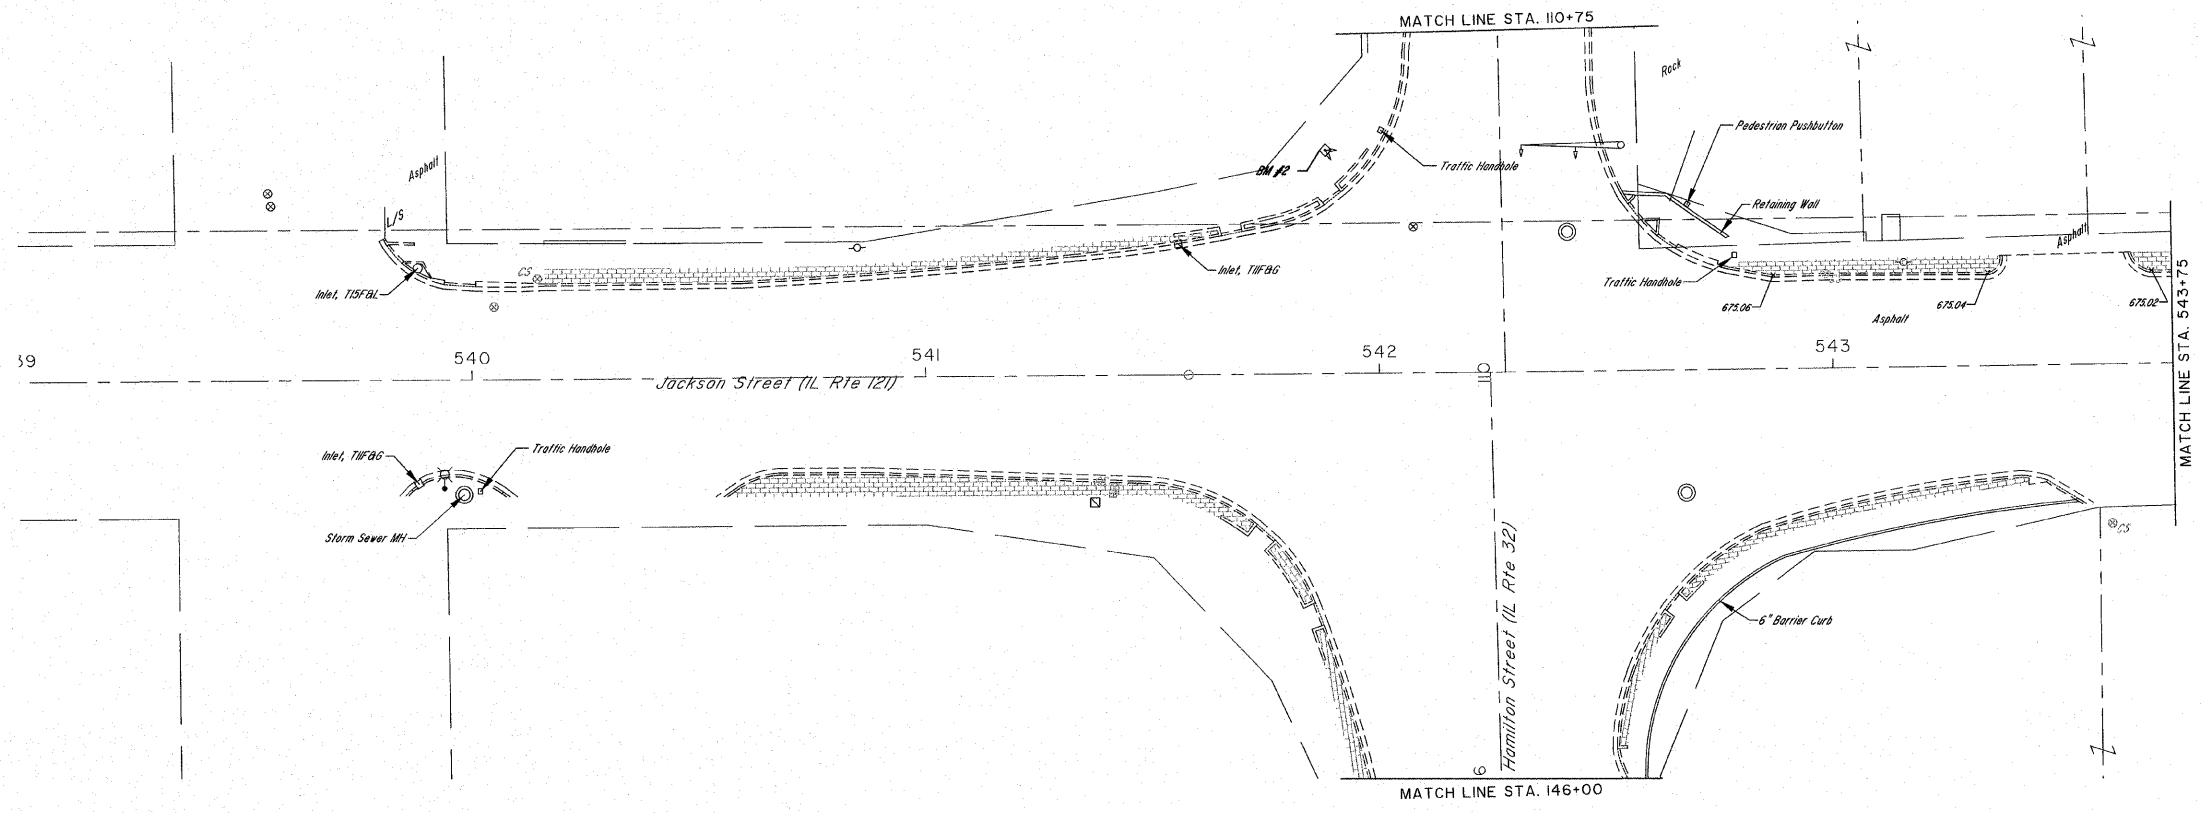 MATCH LINE STA. 110+75
Rock
Pedestrian Pushbutton
Asphalt
BM #2
Traffic Handhole
Retaining Wall
S
Asphalt
CS
Inlet, T15F&L
Inlet, T11F&G
Traffic Handhole
675.06
675.04
675.02
Asphalt
MATCH LINE STA. 543+75
39
540
541
542
543
110
Jackson Street (IL Rte 121)
Inlet, T11F&G
Traffic Handhole
Storm Sewer MH
Hamilton Street (IL Rte 32)
CS
6" Barrier Curb
6
MATCH LINE STA. 146+00